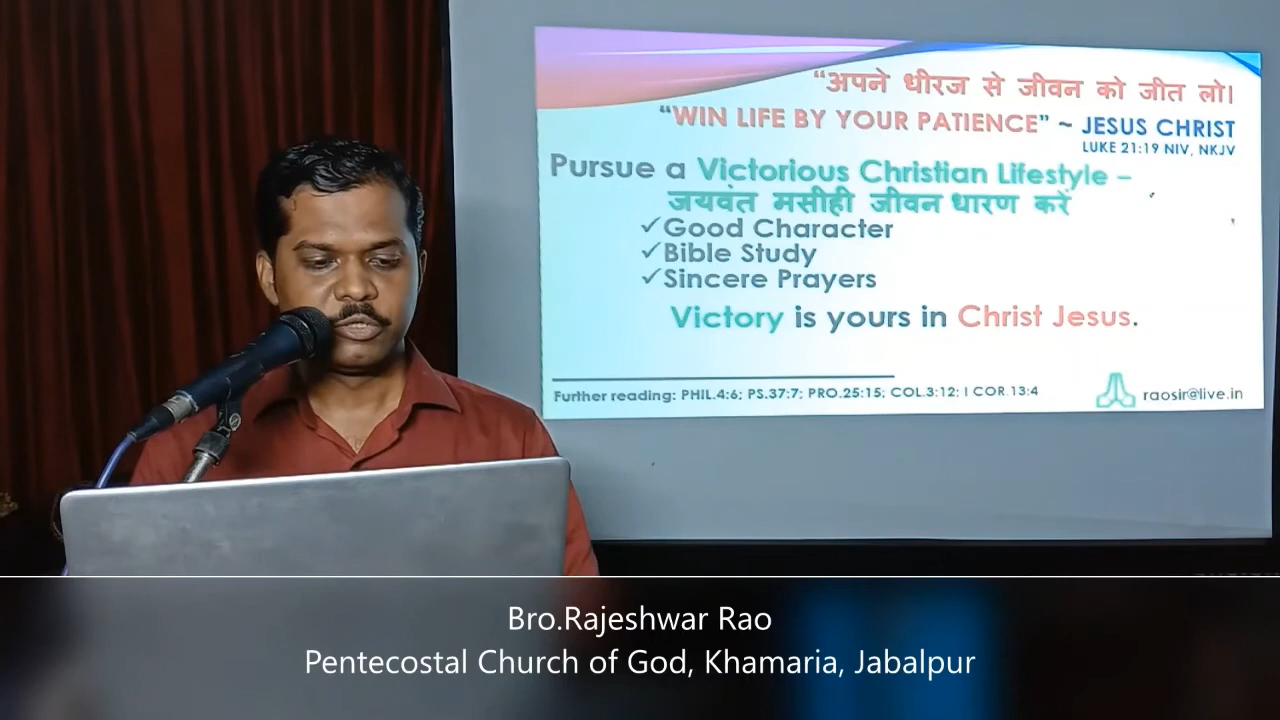 “अपने धीरज से जीवन को जीत लो।
“WIN LIFE BY YOUR PATIENCE” ~ JESUS CHRIST
LUKE 21:19 NIV, NKJV
Pursue a Victorious Christian Lifestyle –
जयवंत मसीही जीवन धारण करें
✓Good Character
✓Bible Study
✓Sincere Prayers
Victory is yours in Christ Jesus.
Further reading: PHIL.4:6; PS.37:7; PRO.25:15; COL.3:12; I COR 13:4
raosir@live.in
Bro.Rajeshwar Rao
Pentecostal Church of God, Khamaria, Jabalpur